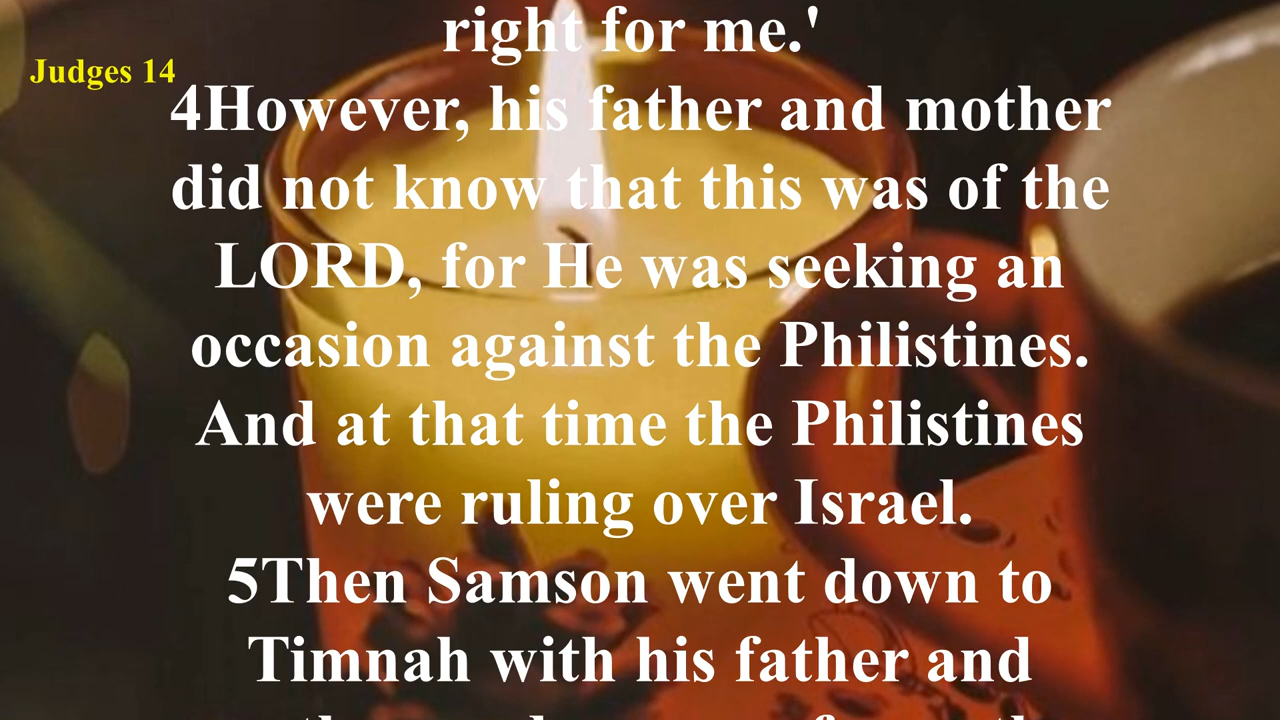 right for me.'
Judges 14
4However, his father and mother
did not know that this was of the
LORD, for He was seeking an
occasion against the Philistines.
And at that time the Philistines
were ruling over Israel.
5Then Samson went down to
Timnah with his father and